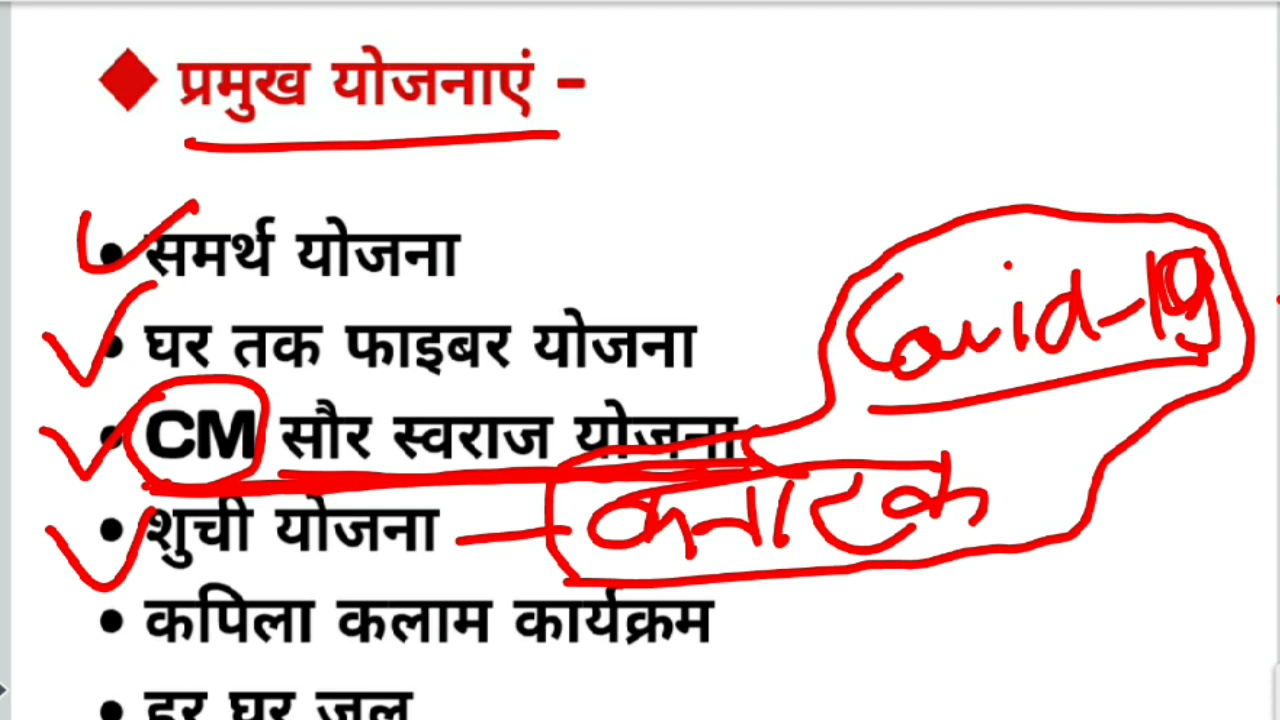 ◆ प्रमुख योजनाएं -
• समर्थ योजना
• घर तक फाइबर योजना
Covid-19
• CM सौर स्वराज योजना
• शुची योजना — कर्नाटक
• कपिला कलाम कार्यक्रम
• हर घर जल